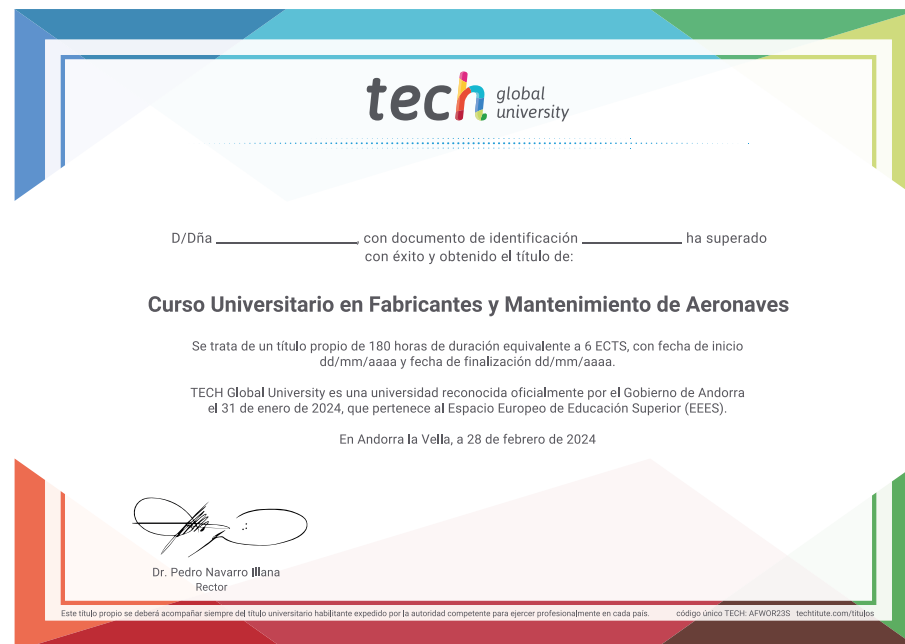 tech global
university
D/Dña ____________________, con documento de identificación ______________ ha superado
con éxito y obtenido el título de:
Curso Universitario en Fabricantes y Mantenimiento de Aeronaves
Se trata de un título propio de 180 horas de duración equivalente a 6 ECTS, con fecha de inicio
dd/mm/aaaa y fecha de finalización dd/mm/aaaa.
TECH Global University es una universidad reconocida oficialmente por el Gobierno de Andorra
el 31 de enero de 2024, que pertenece al Espacio Europeo de Educación Superior (EEES).
En Andorra la Vella, a 28 de febrero de 2024
Dr. Pedro Navarro Illana
Rector
Este título propio se deberá acompañar siempre del título universitario habilitante expedido por la autoridad competente para ejercer profesionalmente en cada país. código único TECH: AFWOR23S techtitute.com/titulos